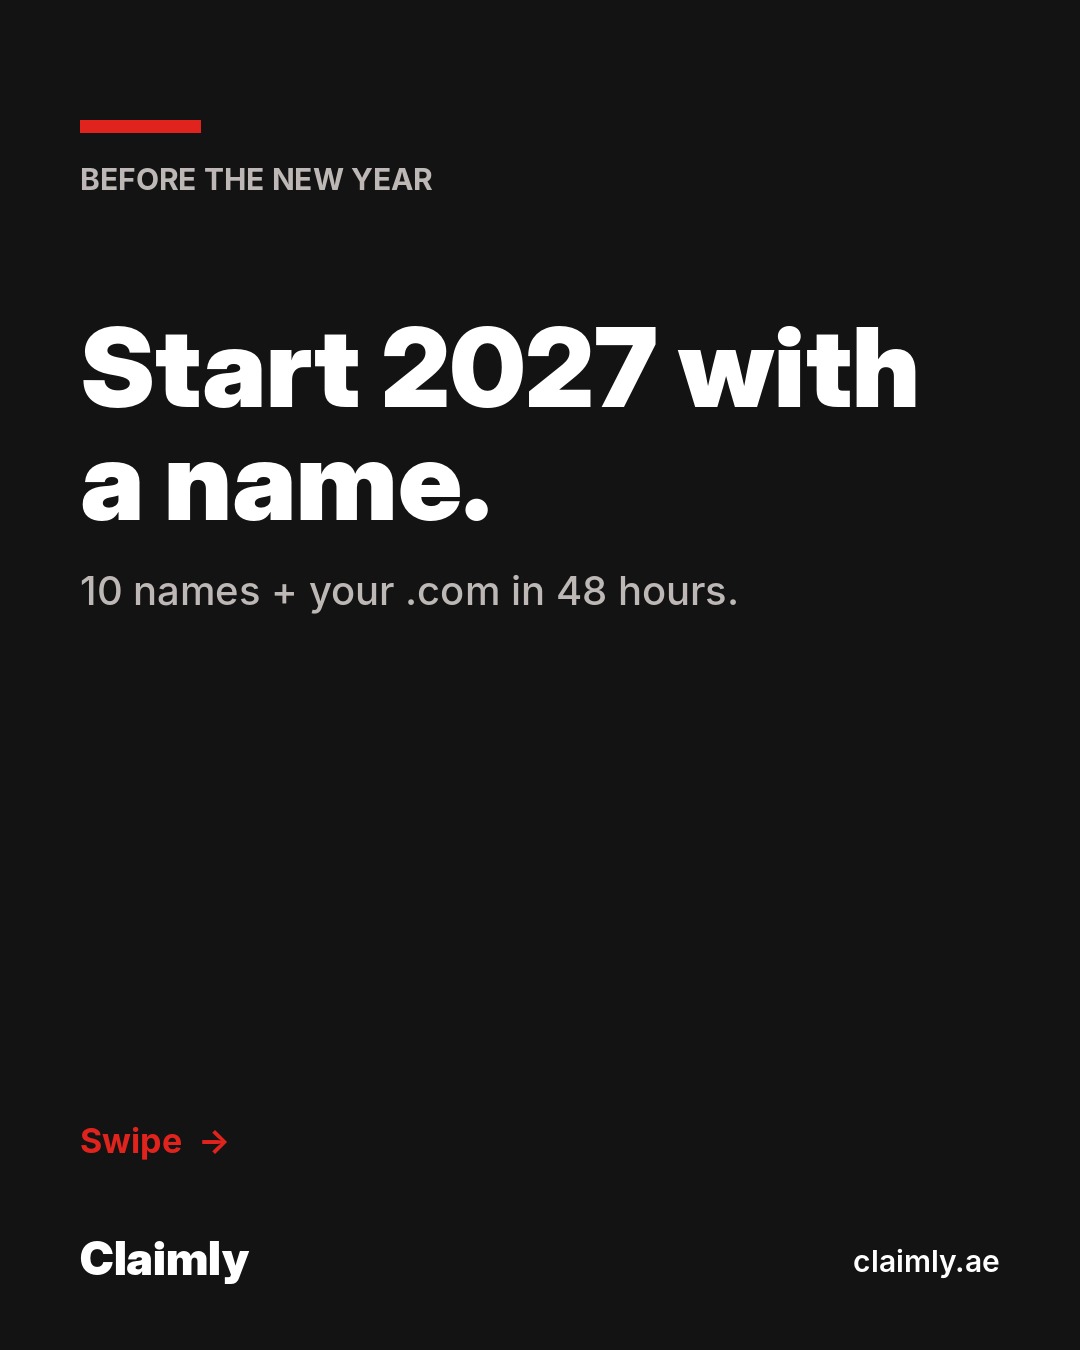 BEFORE THE NEW YEAR
Start 2027 with
a name.
10 names + your .com in 48 hours.
Swipe →
Claimly
claimly.ae